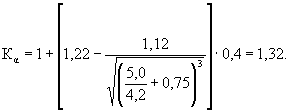 K_α = 1 + [1,22 − 1,12 / √((5,0/4,2 + 0,75)³)] · 0,4 = 1,32.